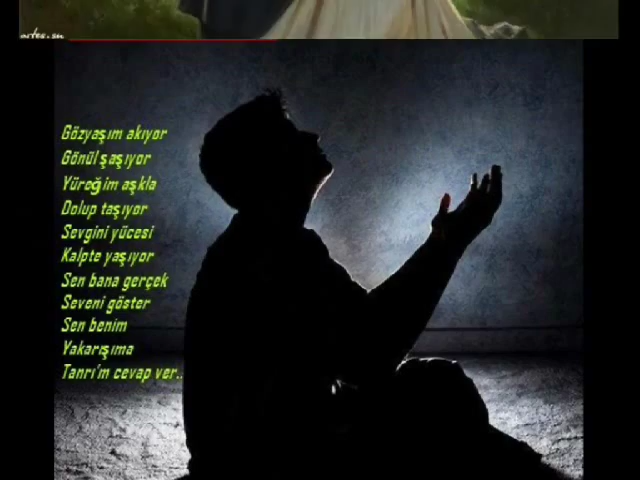 Gözyaşım akıyor
Gönül şaşıyor
Yüreğim aşkla
Dolup taşıyor
Sevgini yücesi
Kalpte yaşıyor
Sen bana gerçek
Seveni göster
Sen benim
Yakarışıma
Tanrı'm cevap ver..